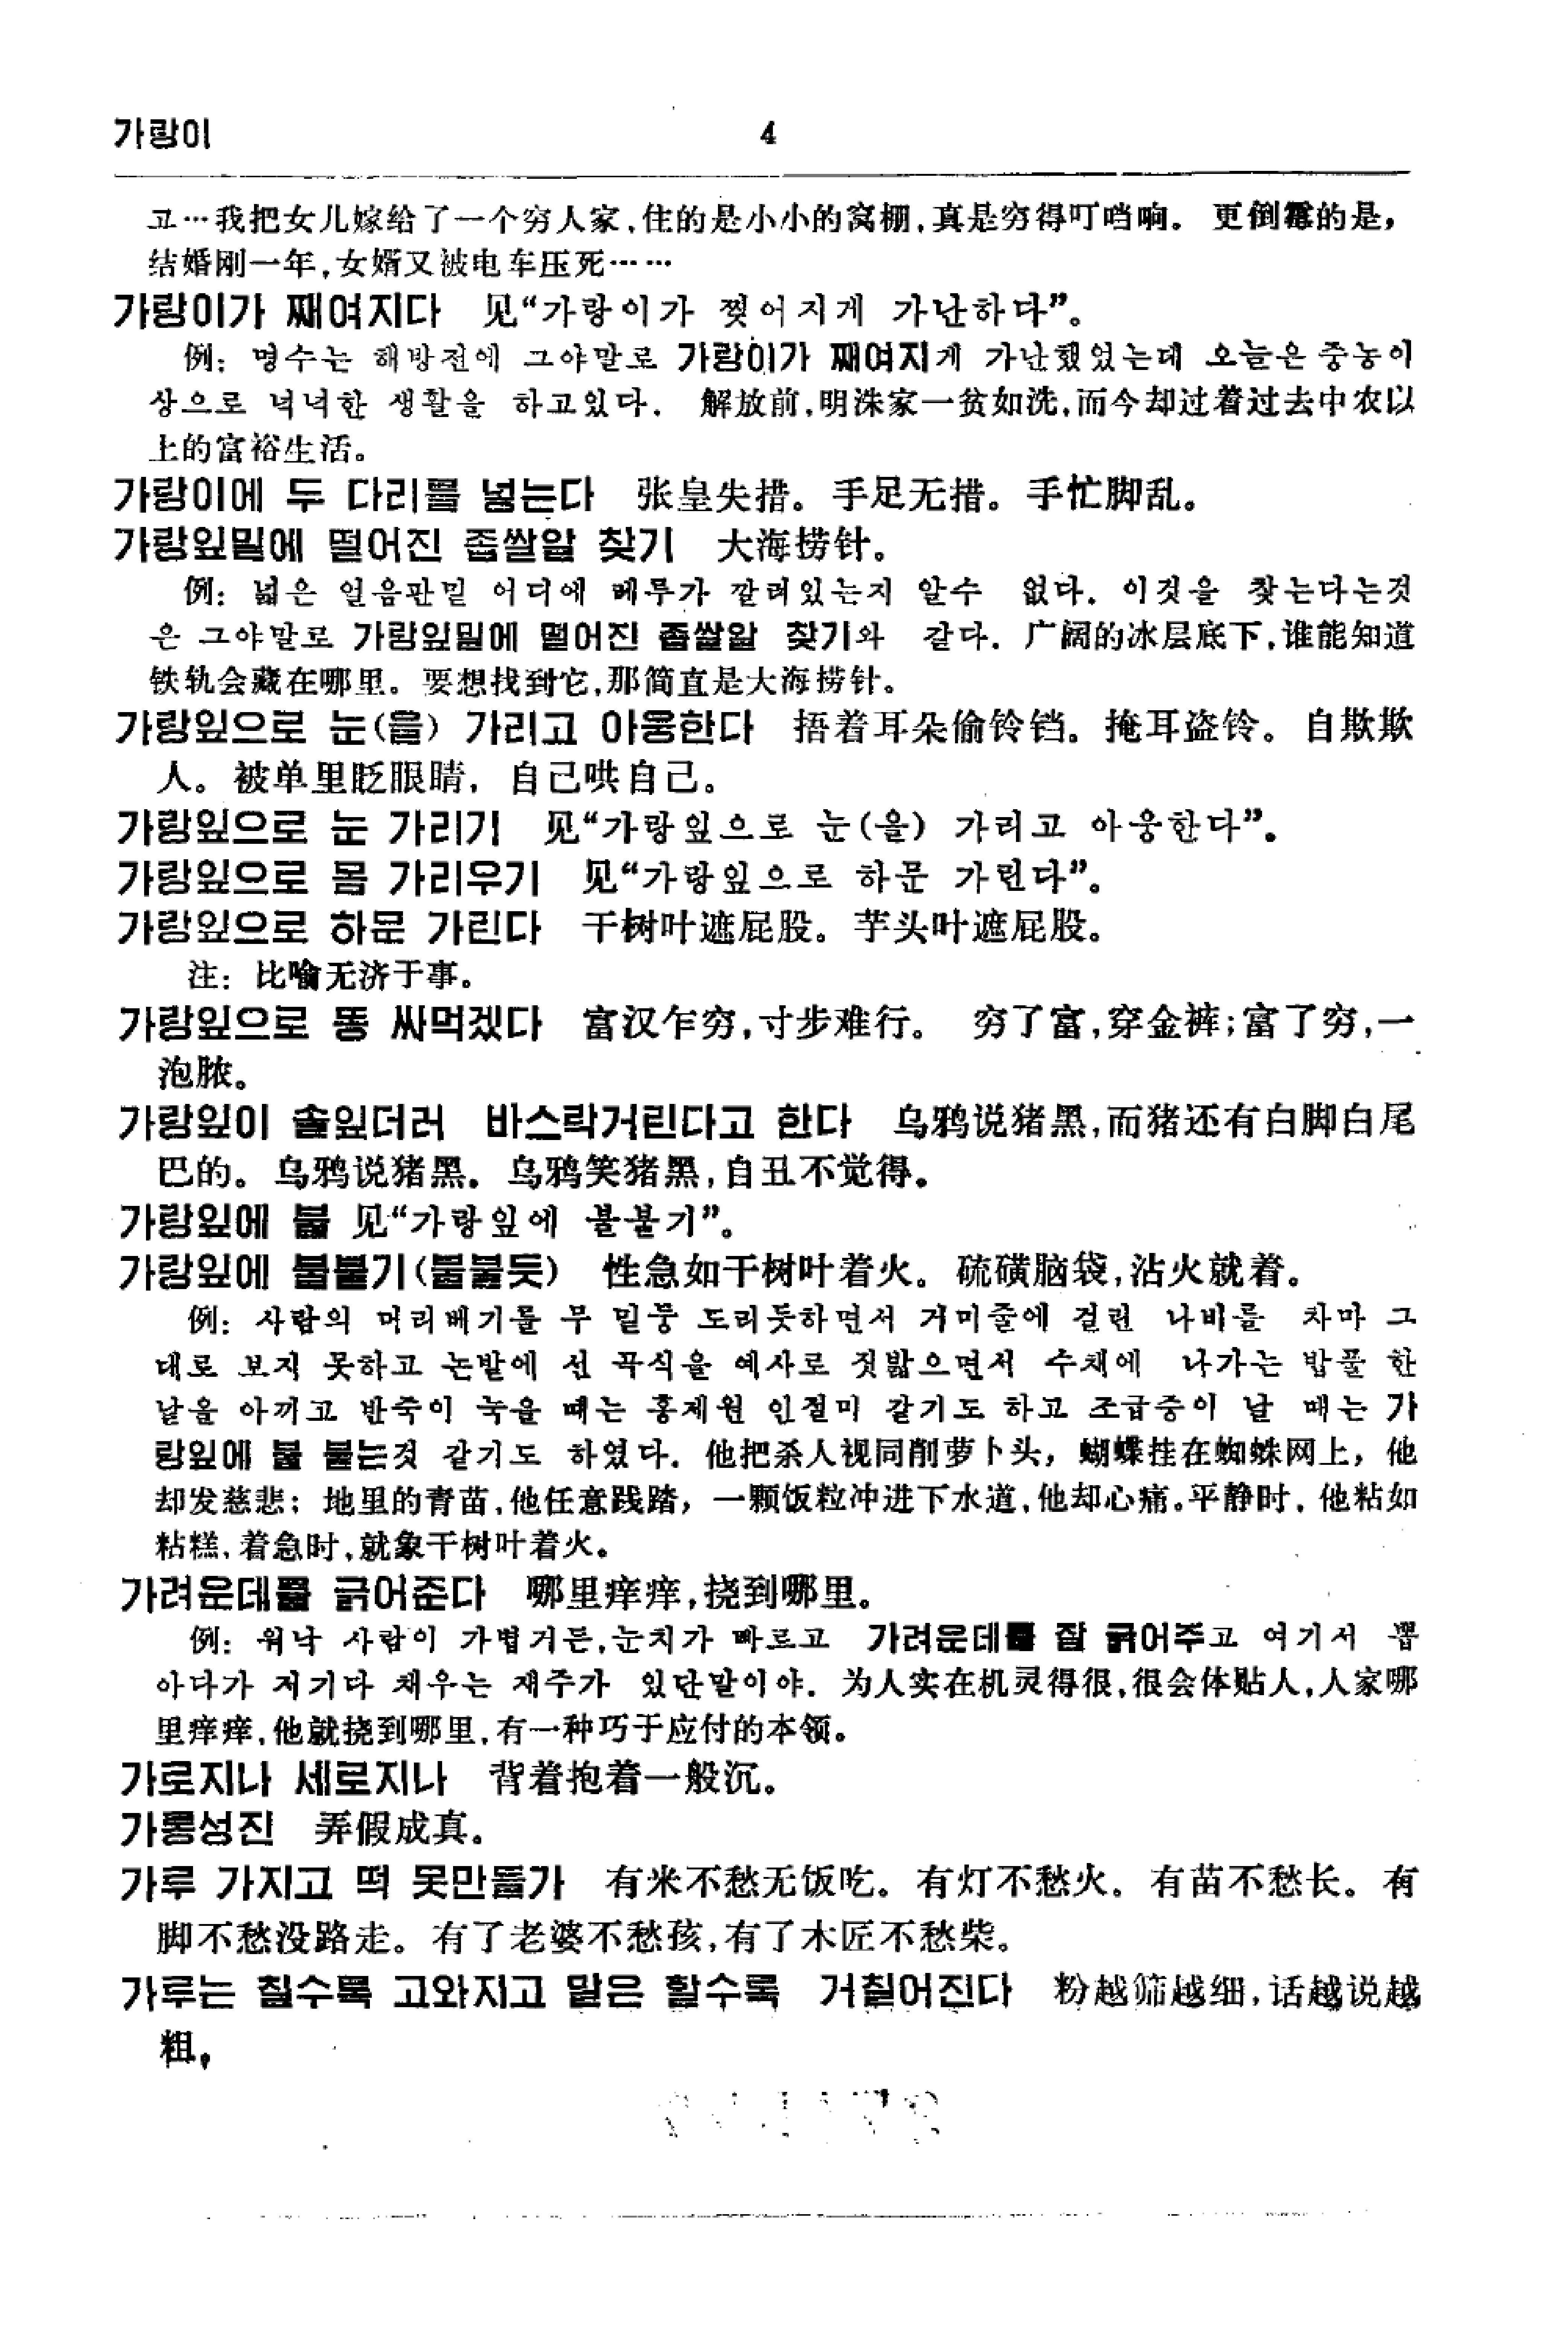 가랑이 4
고…我把女儿嫁给了一个穷人家,住的是小小的窝棚,真是穷得叮当响。 更倒霉的是,
结婚刚一年,女婿又被电车压死……
가랑이가 째여지다 见“가랑이가 찢어지게 가난하다”。
例: 명수는 해방전에 그야말로 가랑이가 째여지게 가난했었는데 오늘은 중농이
상으로 넉넉한 생활을 하고있다. 解放前,明洙家一贫如洗,而今却过着过去中农以
上的富裕生活。
가랑이에 두 다리를 넣는다 张皇失措。手足无措。手忙脚乱。
가랑잎밑에 떨어진 좁쌀알 찾기 大海捞针。
例: 넓은 얼음판밑 어디에 메루가 깔려있는지 알수 없다. 이것을 찾는다는것
은 그야말로 가랑잎밑에 떨어진 좁쌀알 찾기와 같다. 广阔的冰层底下,谁能知道
铁轨会藏在哪里。要想找到它,那简直是大海捞针。
가랑잎으로 눈(을) 가리고 아웅한다 捂着耳朵偷铃铛。掩耳盗铃。自欺欺
人。被单里眨眼睛, 自己哄自己。
가랑잎으로 눈 가리기 见“가랑잎으로 눈(을) 가리고 아웅한다”。
가랑잎으로 몸 가리우기 见“가랑잎으로 하문 가린다”。
가랑잎으로 하문 가린다 干树叶遮屁股。芋头叶遮屁股。
注: 比喻无济于事。
가랑잎으로 똥 싸먹겠다 富汉乍穷,寸步难行。 穷了富,穿金裤;富了穷,一
泡脓。
가랑잎이 솔잎더러 바스락거린다고 한다 乌鸦说猪黑,而猪还有白脚白尾
巴的。乌鸦说猪黑。乌鸦笑猪黑,自丑不觉得。
가랑잎에 불 见“가랑잎에 불붙기”。
가랑잎에 불붙기(불붙듯) 性急如干树叶着火。硫磺脑袋,沾火就着。
例: 사람의 머리베기를 무 밑둥 도려듯하면서 거미줄에 걸린 나비를 차마 그
대로 보지 못하고 논밭에 선 곡식을 예사로 짓밟으면서 수채에 나가는 밥풀 한
낱을 아끼고 반죽이 눅을 때는 홍제원 인절미 같기도 하고 조급증이 날 때는 가
랑잎에 불 붙는것 같기도 하였다. 他把杀人视同削萝卜头, 蝴蝶挂在蜘蛛网上, 他
却发慈悲; 地里的青苗,他任意践踏, 一颗饭粒冲进下水道,他却心痛。平静时, 他粘如
粘糕,着急时,就象干树叶着火。
가려운데를 긁어준다 哪里痒痒,挠到哪里。
例: 워낙 사람이 가볍거든,눈치가 빠르고 가려운데를 잘 긁어주고 여기서 뽑
아다가 저기다 채우는 재주가 있단말이야. 为人实在机灵得很,很会体贴人,人家哪
里痒痒,他就挠到哪里,有一种巧于应付的本领。
가로지나 세로지나 背着抱着一般沉。
가롱성진 弄假成真。
가루 가지고 떡 못만들가 有米不愁无饭吃。有灯不愁火。有苗不愁长。有
脚不愁没路走。有了老婆不愁孩,有了木匠不愁柴。
가루는 칠수록 고와지고 말은 할수록 거칠어진다 粉越筛越细,话越说越
粗。